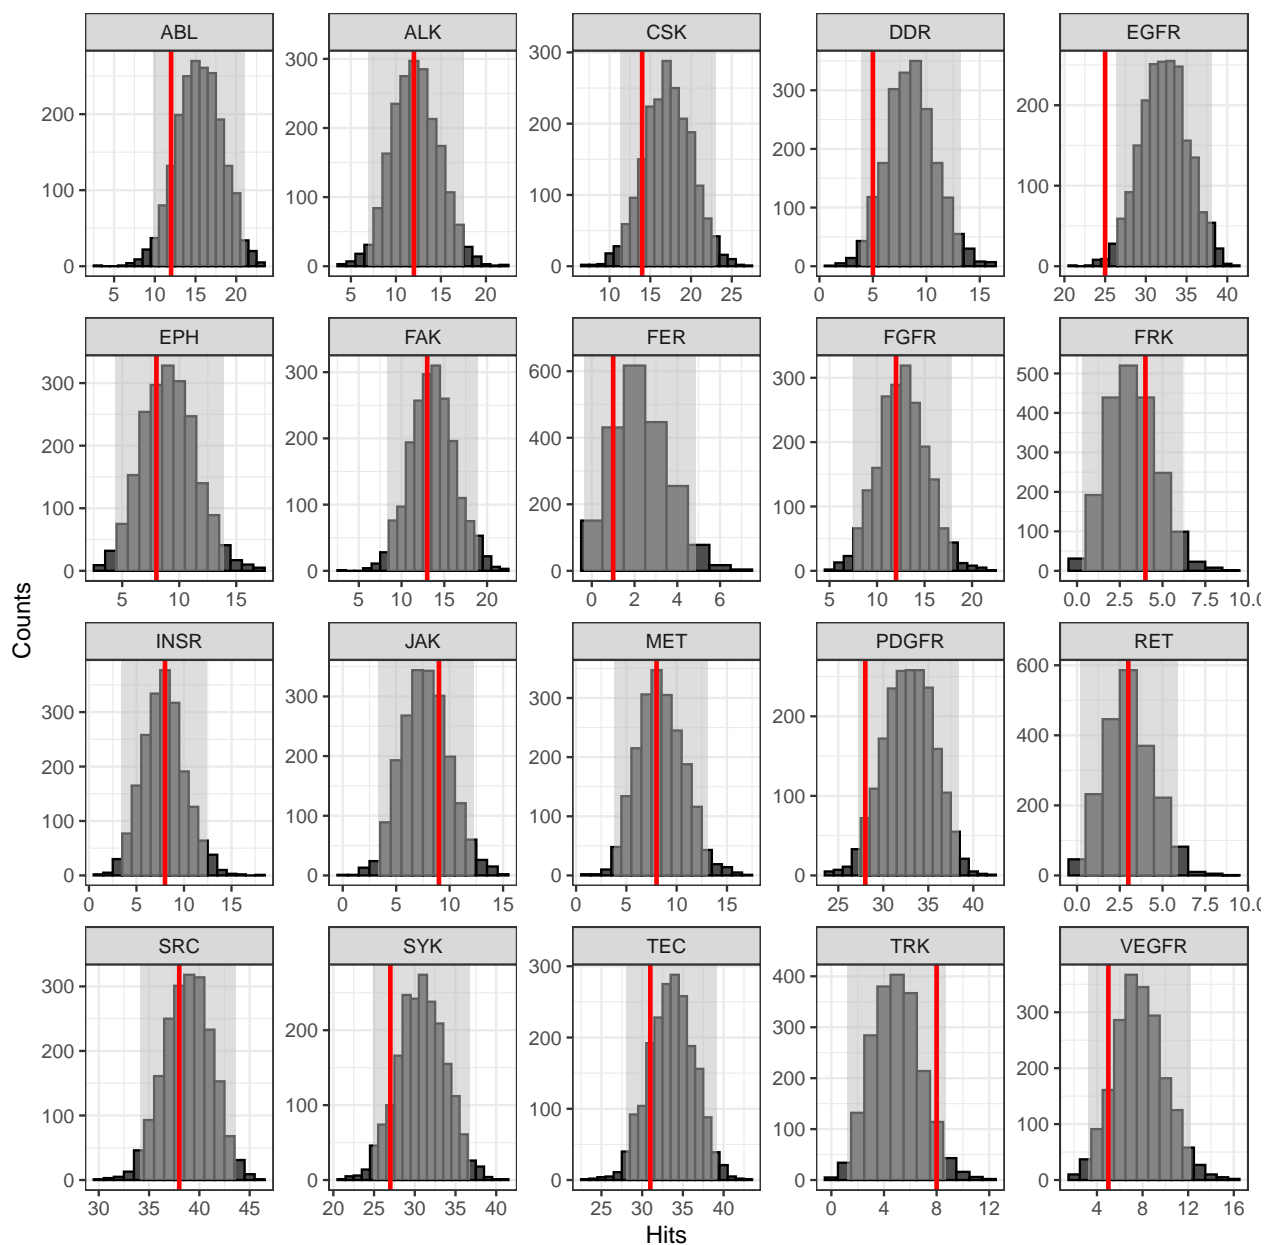 ABL ALK CSK DDR EGFR
0 100 200
5 10 15 20
0 100 200 300
5 10 15 20
0 100 200 300
10 15 20 25
0 100 200 300
0 5 10 15
0 100 200
20 25 30 35 40
EPH FAK FER FGFR FRK
0 100 200 300
5 10 15
0 100 200 300
5 10 15 20
0 200 400 600
0 2 4 6
0 100 200 300
5 10 15 20
0 100 200 300 400 500
0.0 2.5 5.0 7.5 10.0
Counts
INSR JAK MET PDGFR RET
0 100 200 300
0 5 10 15
0 100 200 300
0 5 10 15
0 100 200 300
0 5 10 15
0 100 200
25 30 35 40
0 200 400 600
0.0 2.5 5.0 7.5 10.0
SRC SYK TEC TRK VEGFR
0 100 200 300
30 35 40 45
0 100 200
20 25 30 35 40
0 100 200 300
25 30 35 40
0 100 200 300 400
0 4 8 12
0 100 200 300
4 8 12 16
Hits